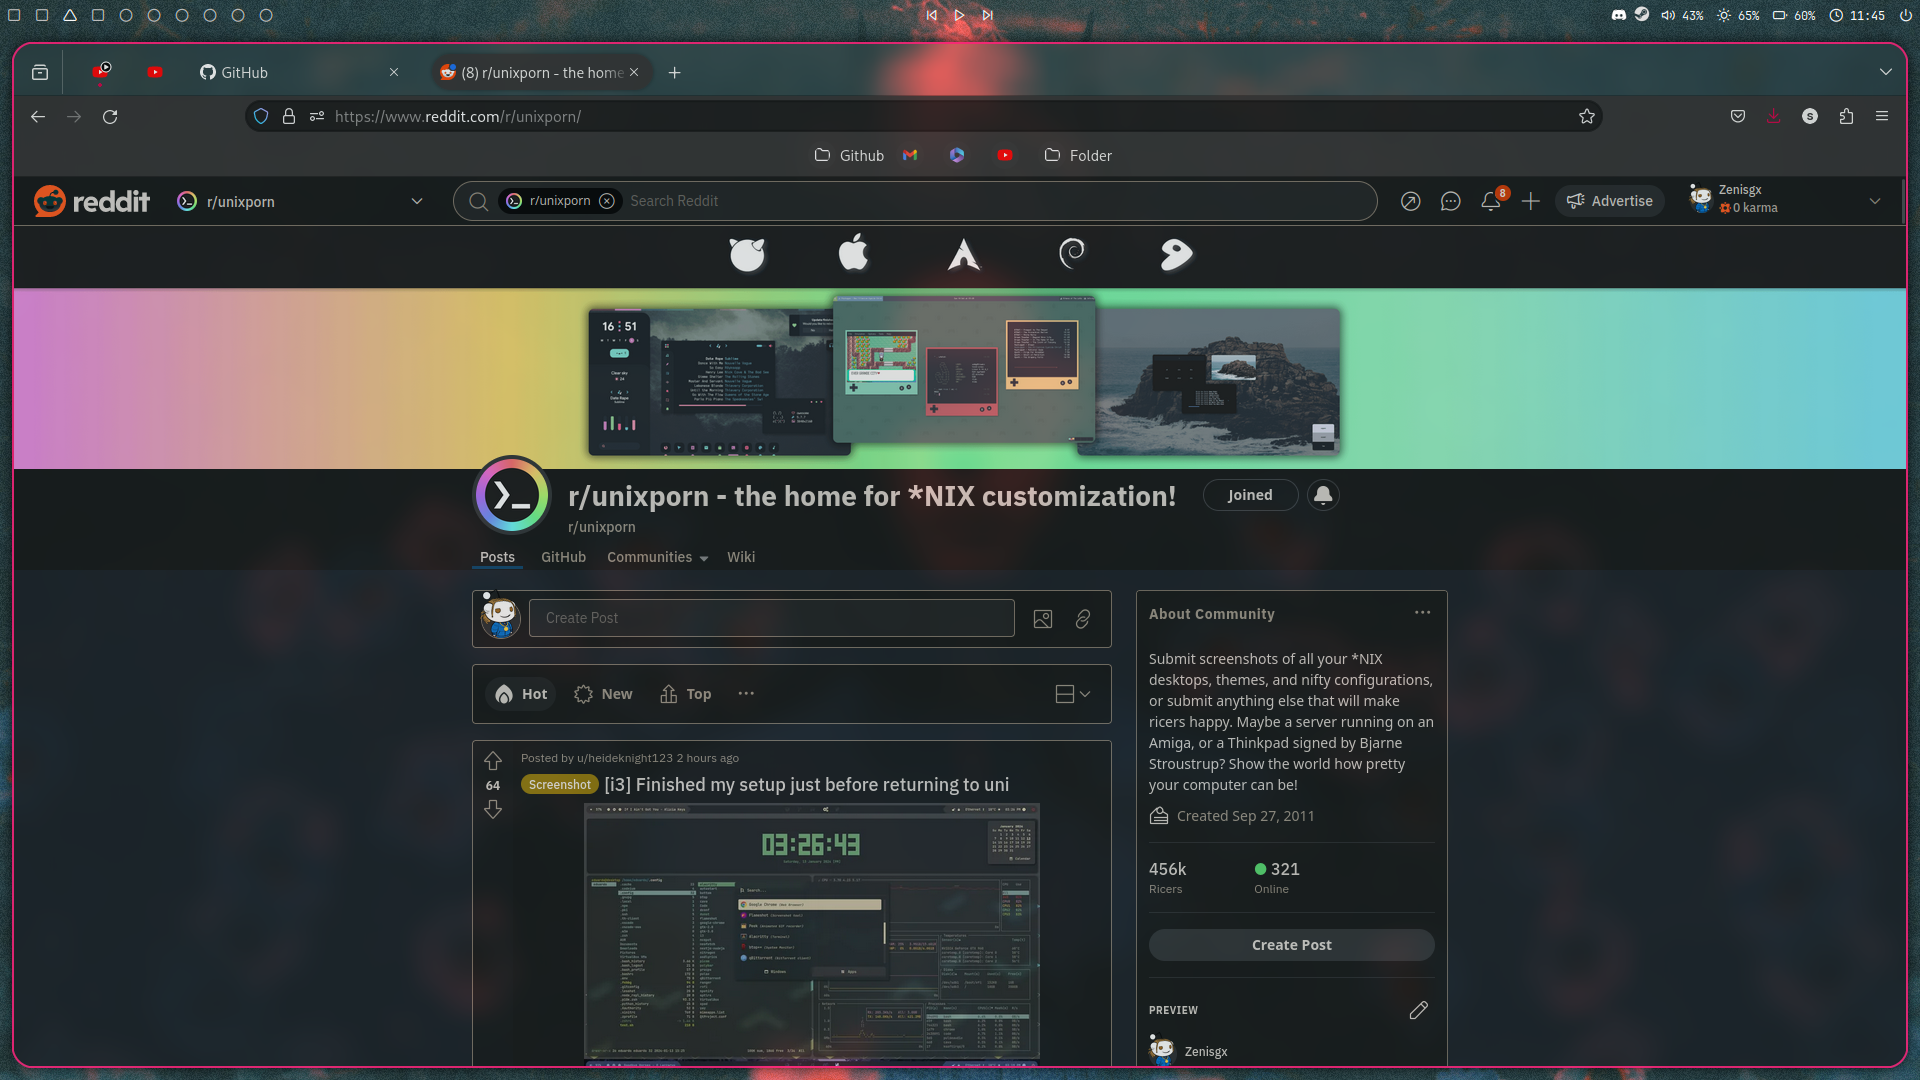 43% 65% 60% 11:45
GitHub (8) r/unixporn - the home
https://www.reddit.com/r/unixporn/
Github Folder
reddit r/unixporn r/unixporn Search Reddit 8 Advertise Zenisgx
0 karma
16:51
r/unixporn - the home for *NIX customization! Joined
r/unixporn
Posts GitHub Communities Wiki
Create Post
Hot New Top
Posted by u/heideknight123 2 hours ago
64
Screenshot [i3] Finished my setup just before returning to uni
03:26:43
About Community
Submit screenshots of all your *NIX
desktops, themes, and nifty configurations,
or submit anything else that will make
ricers happy. Maybe a server running on an
Amiga, or a Thinkpad signed by Bjarne
Stroustrup? Show the world how pretty
your computer can be!
Created Sep 27, 2011
456k 321
Ricers Online
Create Post
PREVIEW
Zenisgx